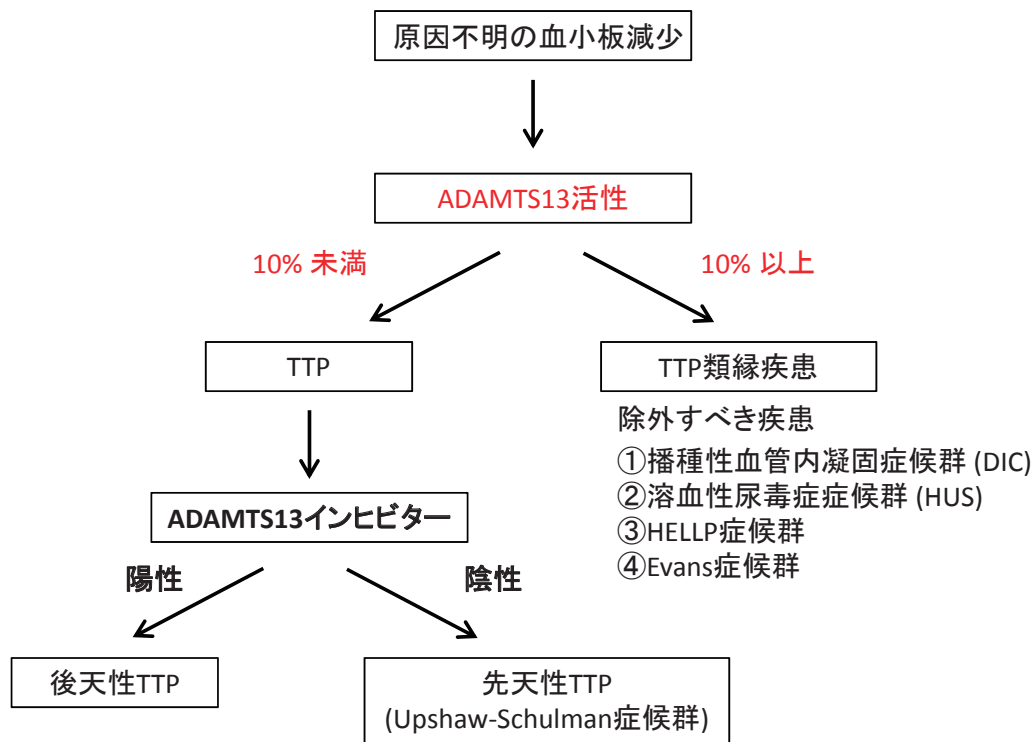 原因不明の血小板減少
ADAMTS13活性
10% 未満
10% 以上
TTP
TTP類縁疾患
除外すべき疾患
①播種性血管内凝固症候群 (DIC)
②溶血性尿毒症症候群 (HUS)
③HELLP症候群
④Evans症候群
ADAMTS13インヒビター
陽性
陰性
後天性TTP
先天性TTP
(Upshaw-Schulman症候群)